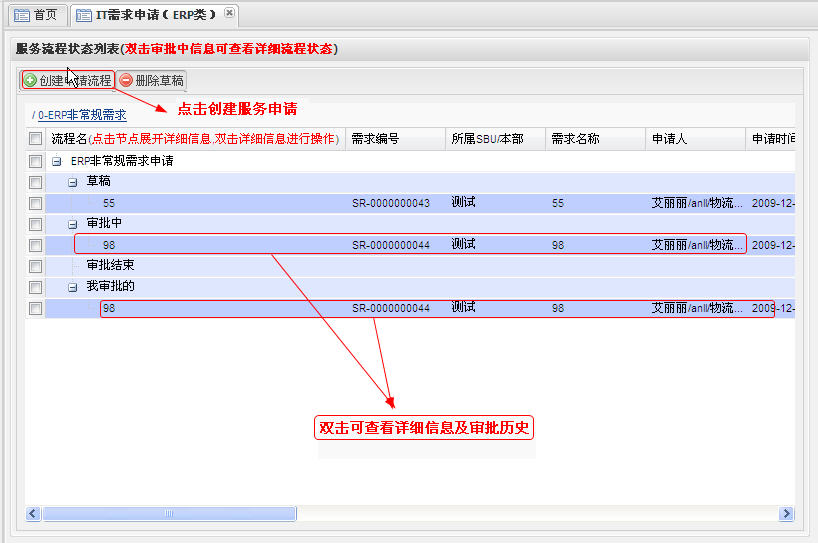 首页 IT需求申请(ERP类)
服务流程状态列表(双击审批中信息可查看详细流程状态)
创建申请流程 删除草稿
点击创建服务申请
/ 0-ERP非常规需求
流程名(点击节点展开详细信息,双击详细信息进行操作) 需求编号 所属SBU/本部 需求名称 申请人 申请时间
ERP非常规需求申请
草稿
55 SR-0000000043 测试 55 艾丽丽/anll/物流... 2009-12-
审批中
98 SR-0000000044 测试 98 艾丽丽/anll/物流... 2009-12-
审批结束
我审批的
98 SR-0000000044 测试 98 艾丽丽/anll/物流... 2009-12-
双击可查看详细信息及审批历史